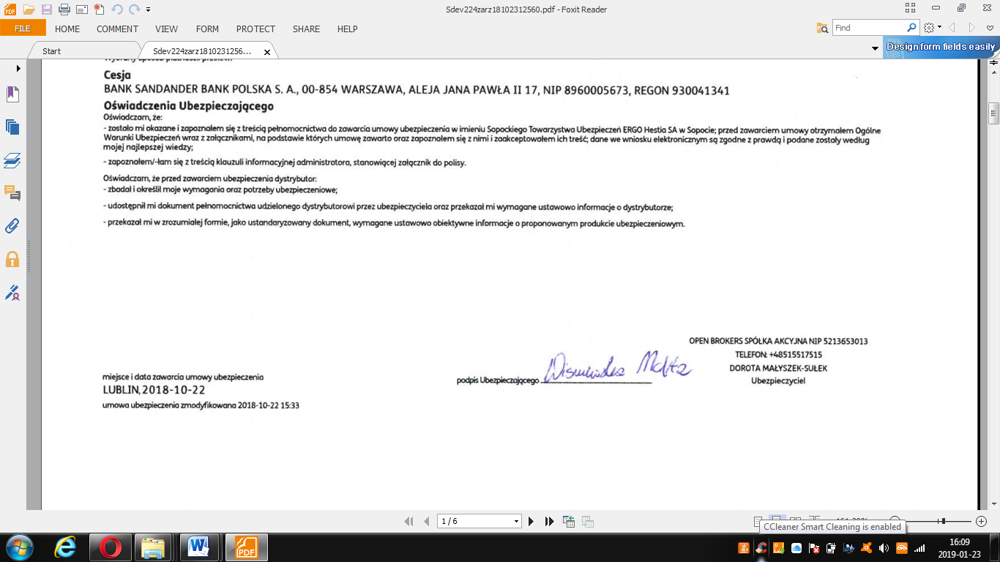 Sdev224zarz18102312560.pdf - Foxit Reader
FILE HOME COMMENT VIEW FORM PROTECT SHARE HELP
Find
Start Sdev224zarz1810231256...
Design form fields easily
Wybrany sposób płatności: przelew.
Cesja
BANK SANDANDER BANK POLSKA S. A., 00-854 WARSZAWA, ALEJA JANA PAWŁA II 17, NIP 8960005673, REGON 930041341
Oświadczenia Ubezpieczającego
Oświadczam, że:
- zostało mi okazane i zapoznałem się z treścią pełnomocnictwa do zawarcia umowy ubezpieczenia w imieniu Sopockiego Towarzystwa Ubezpieczeń ERGO Hestia SA w Sopocie; przed zawarciem umowy otrzymałem Ogólne
Warunki Ubezpieczeń wraz z załącznikami, na podstawie których umowę zawarto oraz zapoznałem się z nimi i zaakceptowałem ich treść; dane we wniosku elektronicznym są zgodne z prawdą i podane zostały według
mojej najlepszej wiedzy;
- zapoznałem/-łam się z treścią klauzuli informacyjnej administratora, stanowiącej załącznik do polisy.
Oświadczam, że przed zawarciem ubezpieczenia dystrybutor:
- zbadał i określił moje wymagania oraz potrzeby ubezpieczeniowe;
- udostępnił mi dokument pełnomocnictwa udzielonego dystrybutorowi przez ubezpieczyciela oraz przekazał mi wymagane ustawowo informacje o dystrybutorze;
- przekazał mi w zrozumiałej formie, jako ustandaryzowany dokument, wymagane ustawowo obiektywne informacje o proponowanym produkcie ubezpieczeniowym.
OPEN BROKERS SPÓŁKA AKCYJNA NIP 5213653013
TELEFON: +48515517515
DOROTA MAŁYSZEK-SUŁEK
Ubezpieczyciel
podpis Ubezpieczającego
miejsce i data zawarcia umowy ubezpieczenia
LUBLIN, 2018-10-22
umowa ubezpieczenia zmodyfikowana 2018-10-22 15:33
1 / 6
CCleaner Smart Cleaning is enabled
16:09
2019-01-23